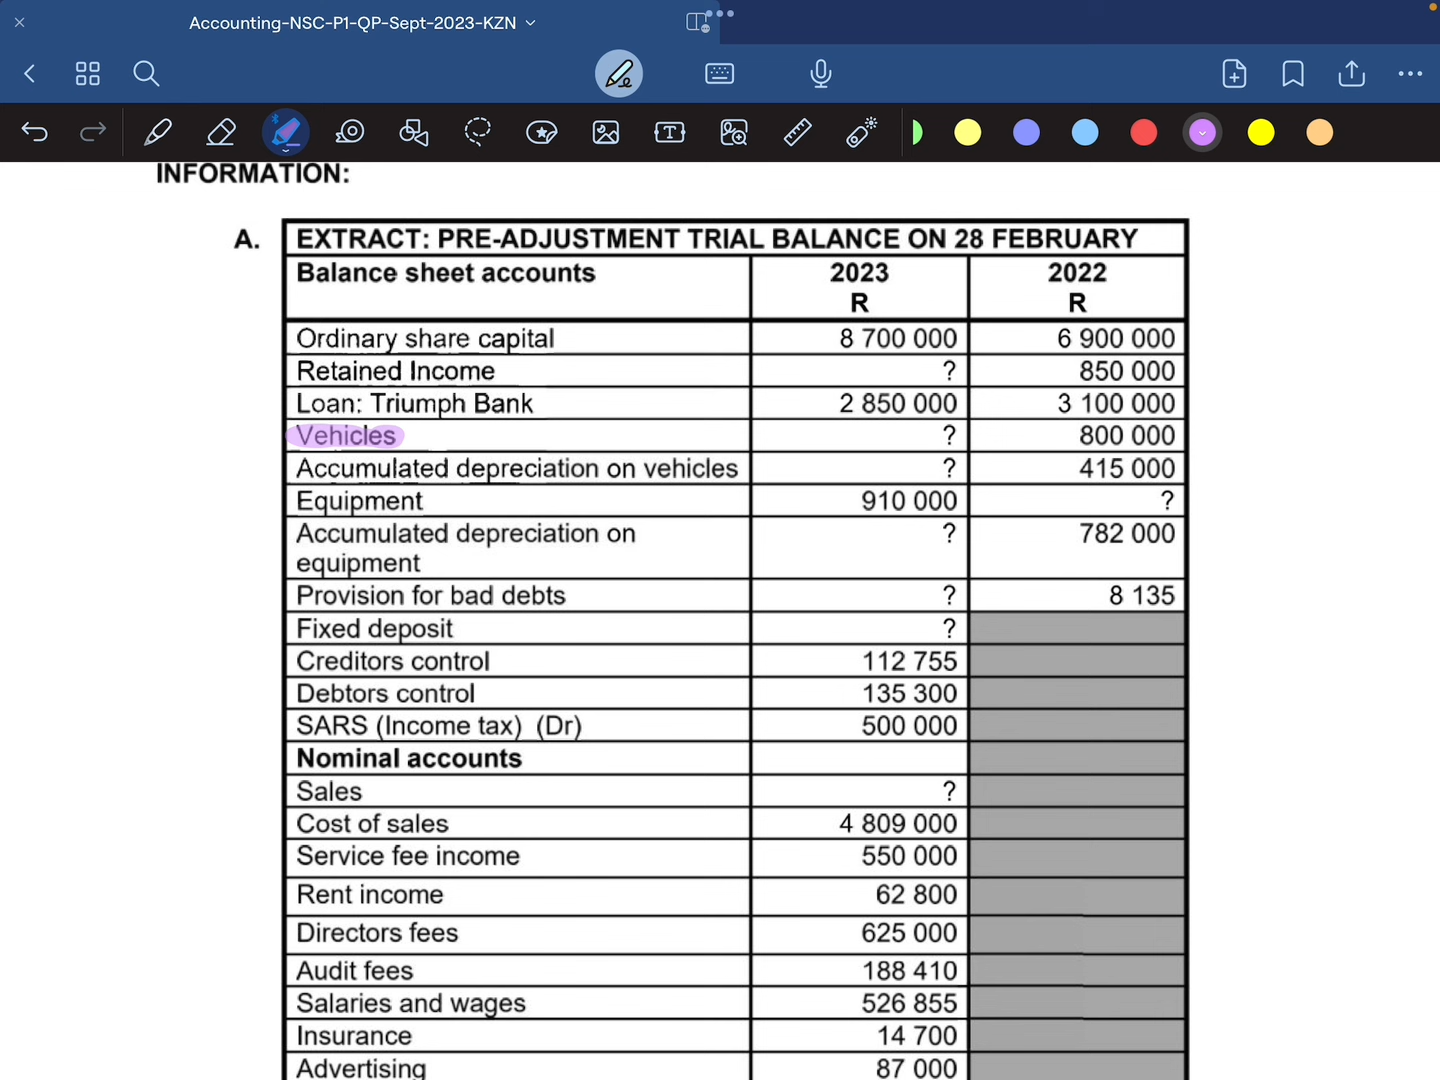 Accounting-NSC-P1-QP-Sept-2023-KZN
INFORMATION:
A. EXTRACT: PRE-ADJUSTMENT TRIAL BALANCE ON 28 FEBRUARY
Balance sheet accounts 2023 R 2022 R
Ordinary share capital 8 700 000 6 900 000
Retained Income ? 850 000
Loan: Triumph Bank 2 850 000 3 100 000
Vehicles ? 800 000
Accumulated depreciation on vehicles ? 415 000
Equipment 910 000 ?
Accumulated depreciation on equipment ? 782 000
Provision for bad debts ? 8 135
Fixed deposit ?
Creditors control 112 755
Debtors control 135 300
SARS (Income tax) (Dr) 500 000
Nominal accounts
Sales ?
Cost of sales 4 809 000
Service fee income 550 000
Rent income 62 800
Directors fees 625 000
Audit fees 188 410
Salaries and wages 526 855
Insurance 14 700
Advertising 87 000